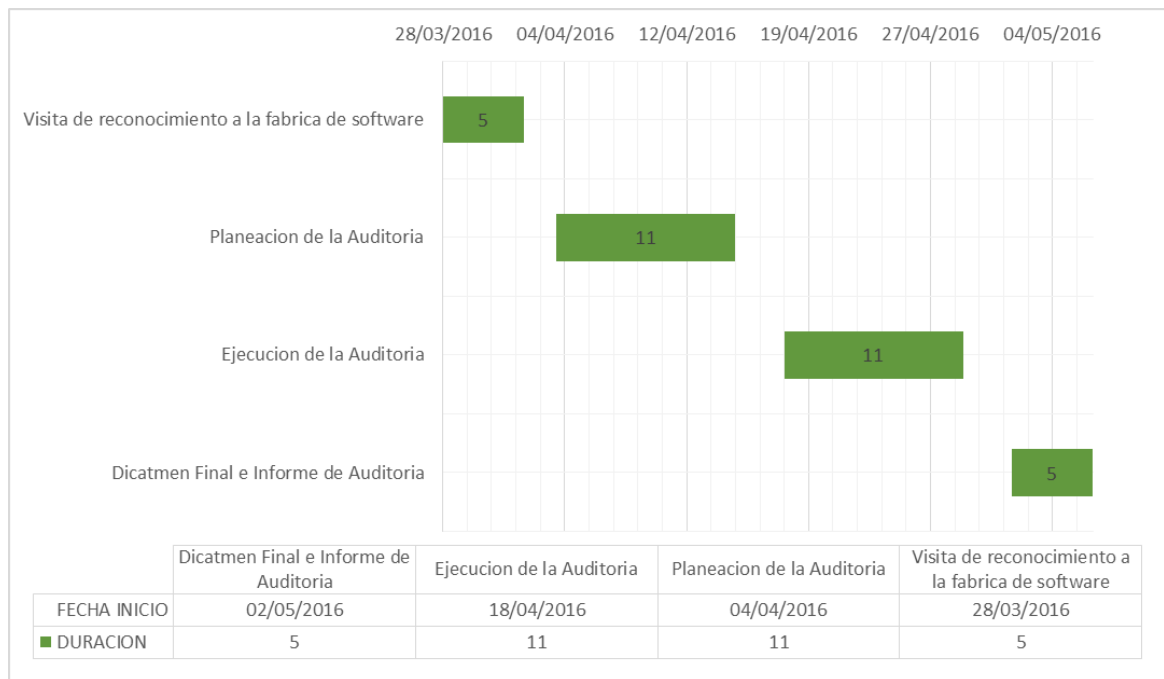 28/03/2016 04/04/2016 12/04/2016 19/04/2016 27/04/2016 04/05/2016
Visita de reconocimiento a la fabrica de software 5
Planeacion de la Auditoria 11
Ejecucion de la Auditoria 11
Dicatmen Final e Informe de Auditoria 5
Dicatmen Final e Informe de
Auditoria
Ejecucion de la Auditoria
Planeacion de la Auditoria
Visita de reconocimiento a
la fabrica de software
FECHA INICIO 02/05/2016 18/04/2016 04/04/2016 28/03/2016
DURACION 5 11 11 5